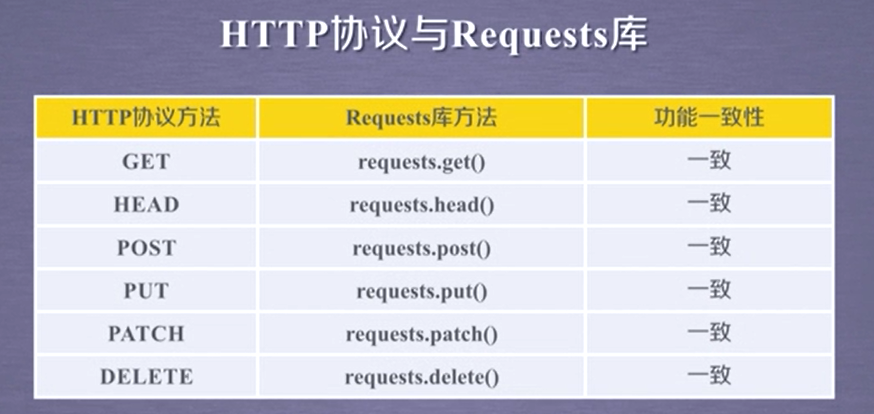 HTTP协议与Requests库
HTTP协议方法 Requests库方法 功能一致性
GET requests.get() 一致
HEAD requests.head() 一致
POST requests.post() 一致
PUT requests.put() 一致
PATCH requests.patch() 一致
DELETE requests.delete() 一致